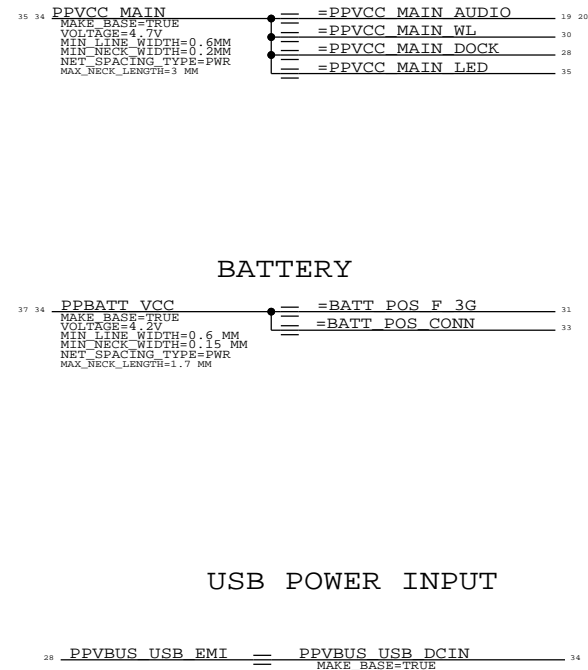 35 34 PPVCC_MAIN =PPVCC_MAIN_AUDIO 19 20
MAKE_BASE=TRUE
VOLTAGE=4.7V =PPVCC_MAIN_WL 30
MIN_LINE_WIDTH=0.6MM
MIN_NECK_WIDTH=0.2MM =PPVCC_MAIN_DOCK 28
NET_SPACING_TYPE=PWR
MAX_NECK_LENGTH=3 MM =PPVCC_MAIN_LED 35
BATTERY
37 34 PPBATT_VCC =BATT_POS_F_3G 31
MAKE_BASE=TRUE
VOLTAGE=4.2V =BATT_POS_CONN 33
MIN_LINE_WIDTH=0.6 MM
MIN_NECK_WIDTH=0.15 MM
NET_SPACING_TYPE=PWR
MAX_NECK_LENGTH=1.7 MM
USB POWER INPUT
28 PPVBUS_USB_EMI PPVBUS_USB_DCIN 34
MAKE_BASE=TRUE